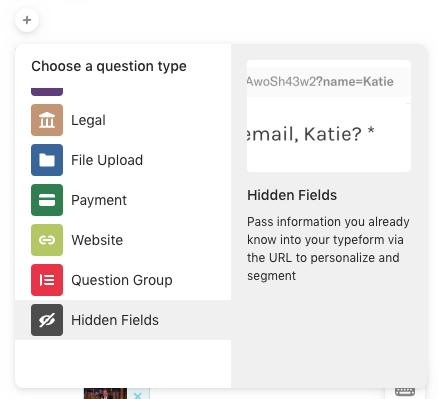 +
Choose a question type
Legal
File Upload
Payment
Website
Question Group
Hidden Fields
AwoSh43w2?name=Katie
email, Katie? *
Hidden Fields
Pass information you already
know into your typeform via
the URL to personalize and
segment